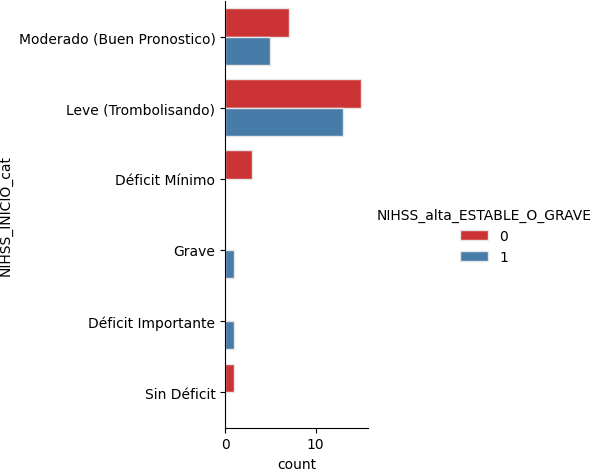 Moderado (Buen Pronostico)
Leve (Trombolisando)
Déficit Mínimo
Grave
Déficit Importante
Sin Déficit
NIHSS_INICIO_cat
0
10
count
NIHSS_alta_ESTABLE_O_GRAVE
0
1